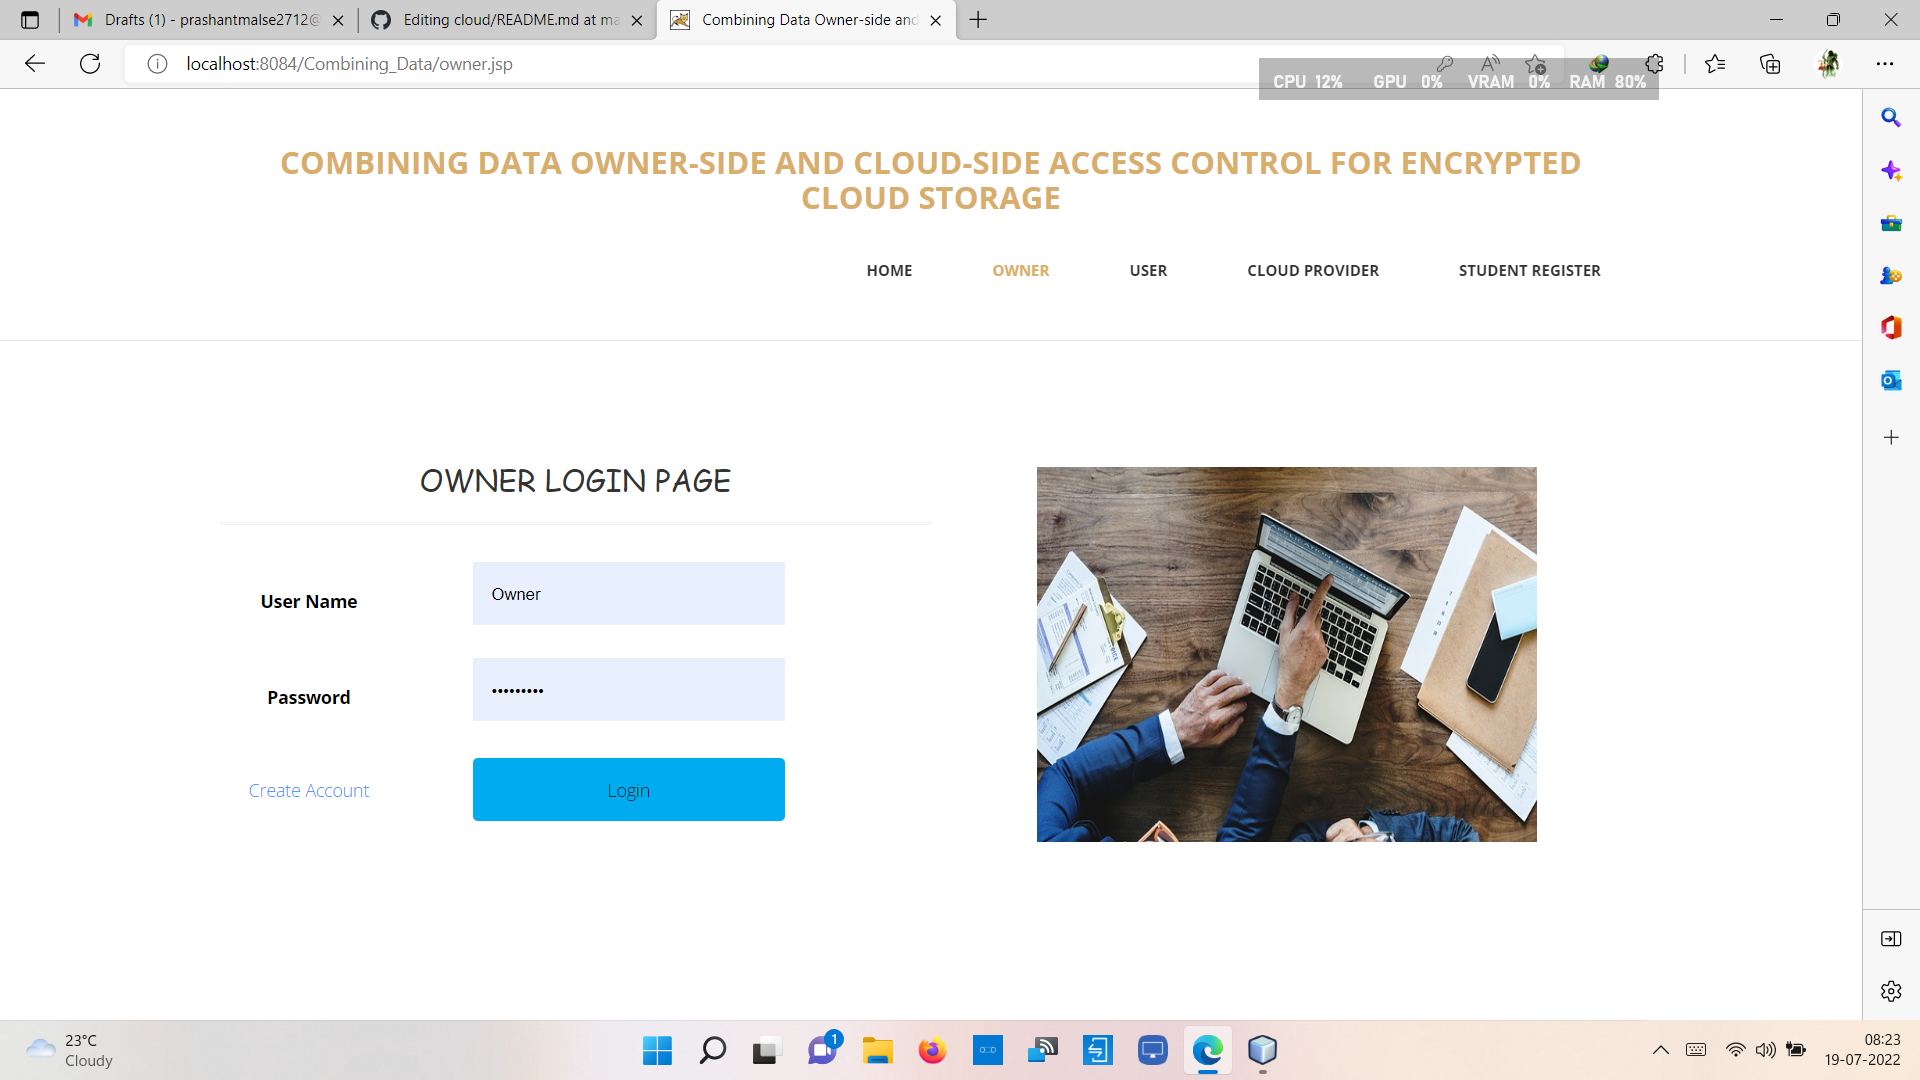 Drafts (1) - prashantmalse2712@
Editing cloud/README.md at ma
Combining Data Owner-side and
localhost:8084/Combining_Data/owner.jsp
CPU 12% GPU 0% VRAM 0% RAM 80%
COMBINING DATA OWNER-SIDE AND CLOUD-SIDE ACCESS CONTROL FOR ENCRYPTED
CLOUD STORAGE
HOME OWNER USER CLOUD PROVIDER STUDENT REGISTER
OWNER LOGIN PAGE
User Name
Owner
Password
•••••••••
Create Account
Login
23°C
Cloudy
1
08:23
19-07-2022